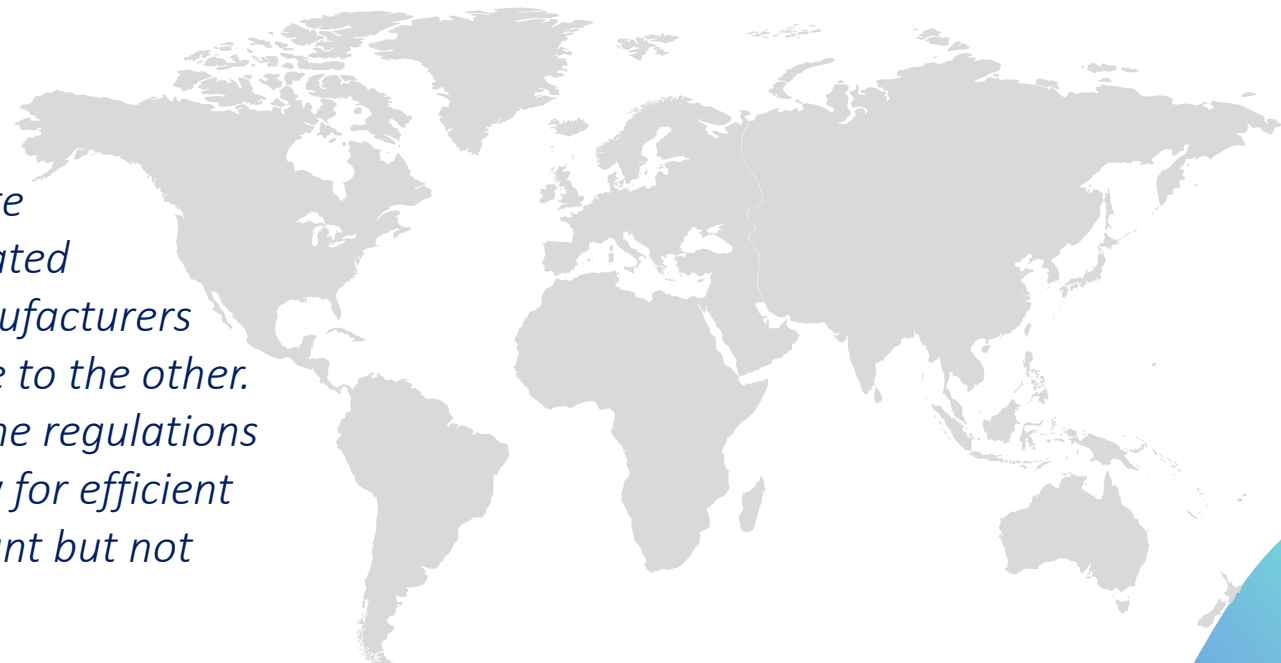 ated
ufacturers
e to the other.
he regulations
for efficient
nt but not